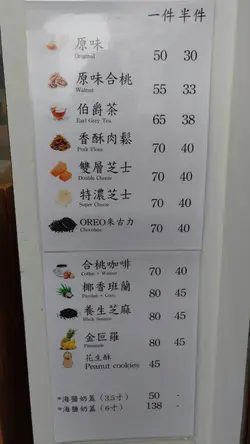 一件 半件
原味 50 30
Original
原味合桃 55 33
Walnut
伯爵茶 65 38
Earl Grey Tea
香酥肉鬆 70 40
Pork Floss
雙層芝士 70 40
Double Cheese
特濃芝士 70 40
Super Cheese
OREO朱古力 70 40
Chocolate
合桃咖啡 70 40
Coffee + Walnut
椰香班蘭 80 45
Pandan + Coco
養生芝麻 80 45
Black Sesame
金巨羅 80 45
Pineapple
花生酥 45
Peanut cookies
*海鹽奶蓋 (3.5寸) 50 -
*海鹽奶蓋 (6寸) 138 -